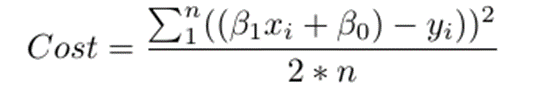 Cost = \frac{\sum_{1}^{n}((\beta_1 x_i + \beta_0) - y_i))^2}{2 * n}